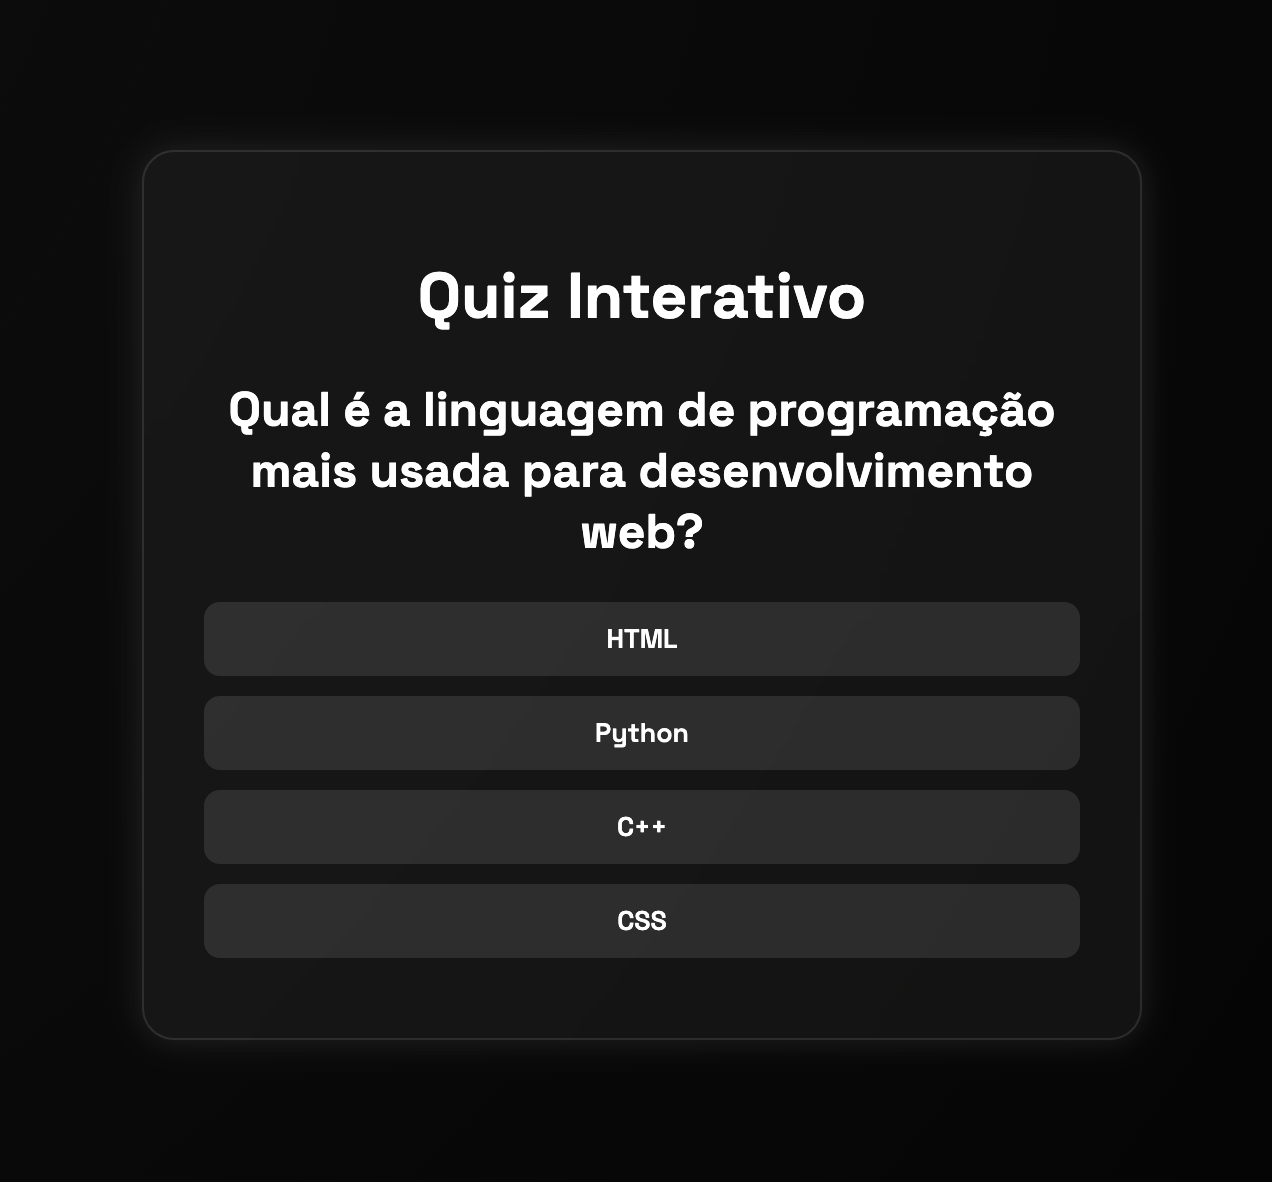 Quiz Interativo
Qual é a linguagem de programação
mais usada para desenvolvimento
web?
HTML
Python
C++
CSS